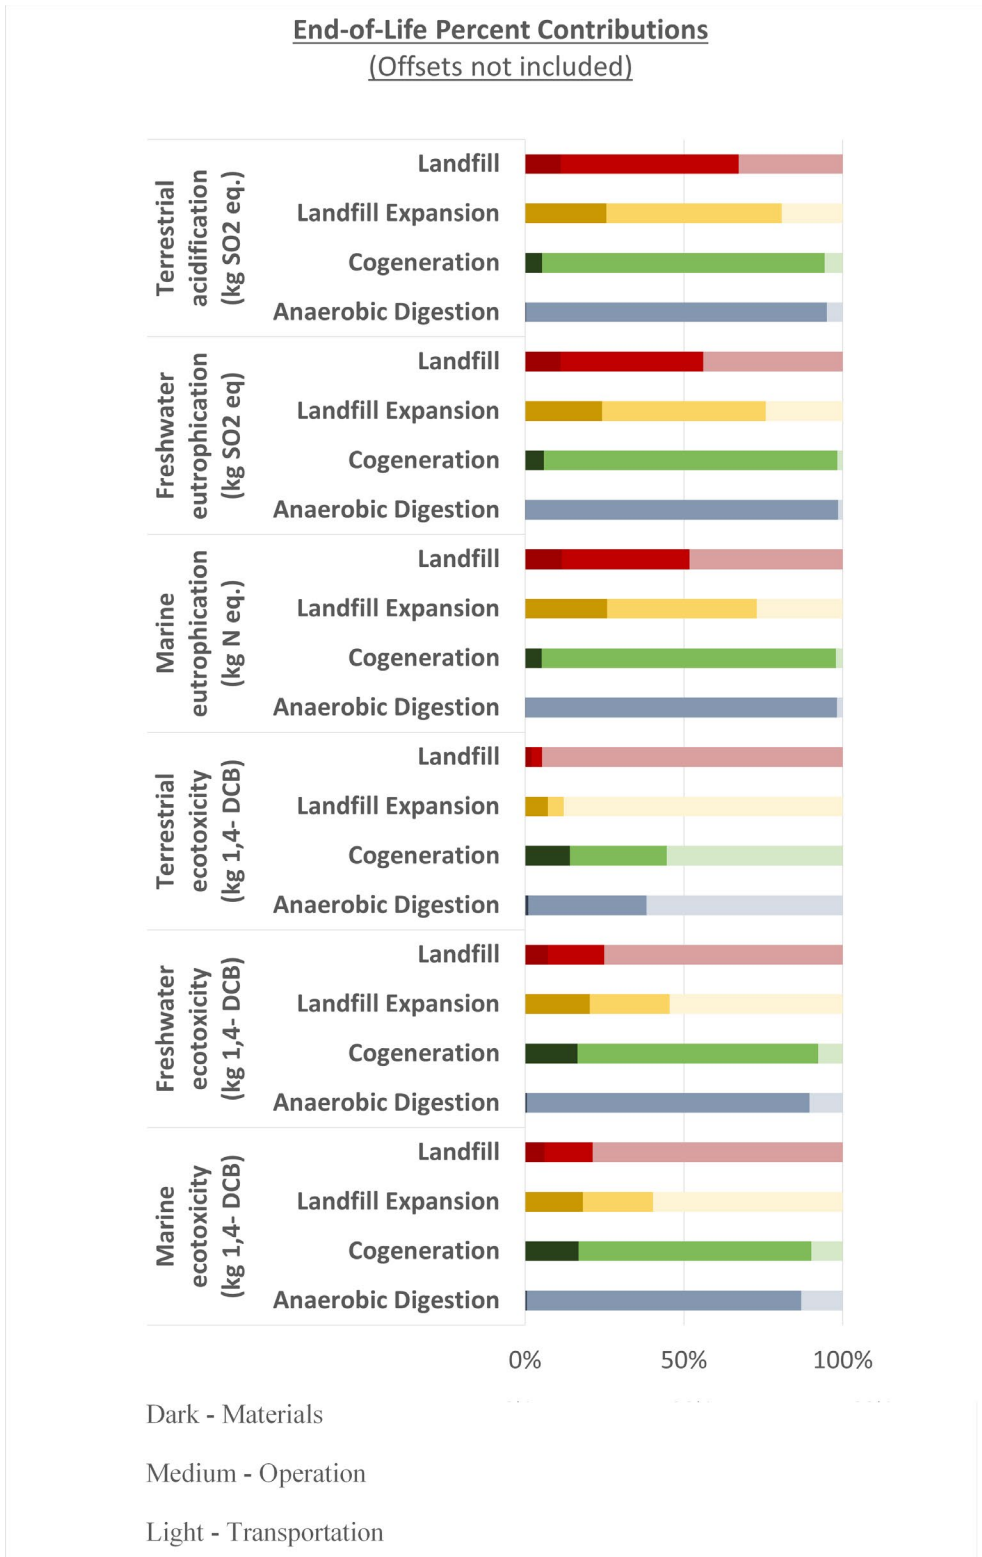 End-of-Life Percent Contributions
(Offsets not included)
Terrestrial
acidification
(kg SO2 eq.)
Landfill
Landfill Expansion
Cogeneration
Anaerobic Digestion
Freshwater
eutrophication
(kg SO2 eq)
Landfill
Landfill Expansion
Cogeneration
Anaerobic Digestion
Marine
eutrophication
(kg N eq.)
Landfill
Landfill Expansion
Cogeneration
Anaerobic Digestion
Terrestrial
ecotoxicity
(kg 1,4- DCB)
Landfill
Landfill Expansion
Cogeneration
Anaerobic Digestion
Freshwater
ecotoxicity
(kg 1,4- DCB)
Landfill
Landfill Expansion
Cogeneration
Anaerobic Digestion
Marine
ecotoxicity
(kg 1,4- DCB)
Landfill
Landfill Expansion
Cogeneration
Anaerobic Digestion
0% 50% 100%
Dark - Materials
Medium - Operation
Light - Transportation